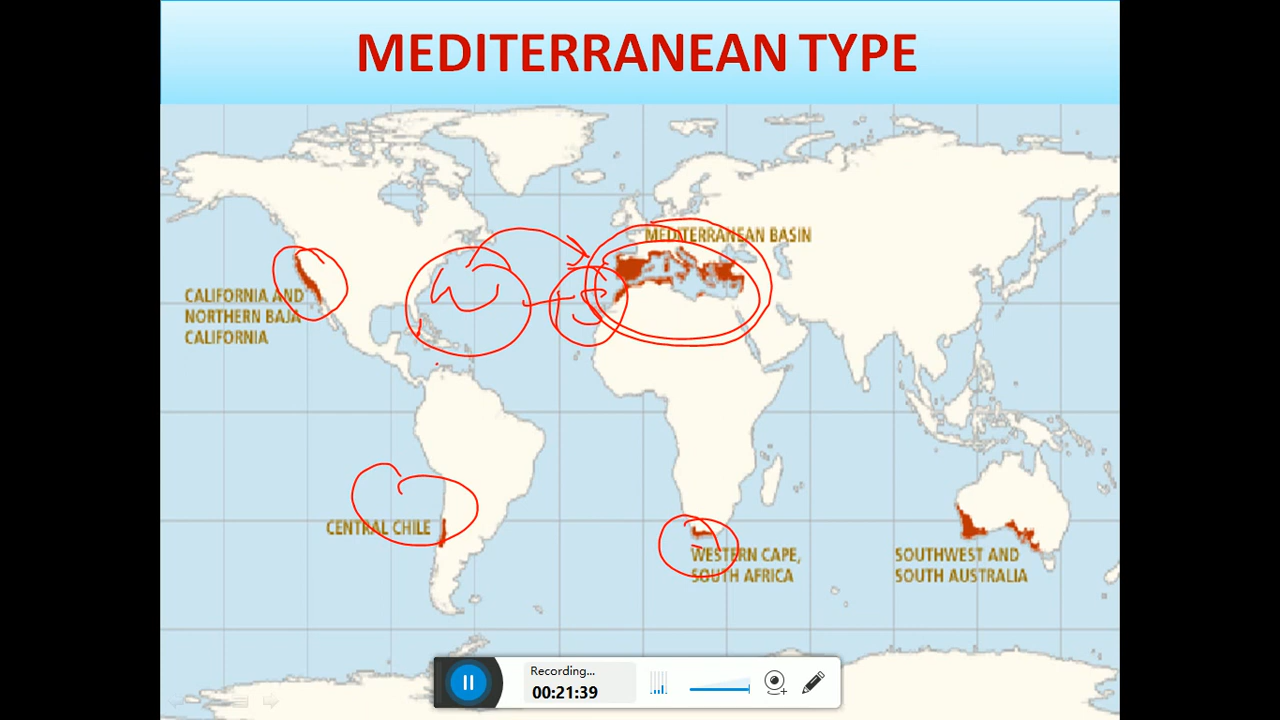 MEDITERRANEAN TYPE
MEDITERRANEAN BASIN
CALIFORNIA AND
NORTHERN BAJA
CALIFORNIA
W
S
CENTRAL CHILE
WESTERN CAPE,
SOUTH AFRICA
SOUTHWEST AND
SOUTH AUSTRALIA
Recording...
00:21:39